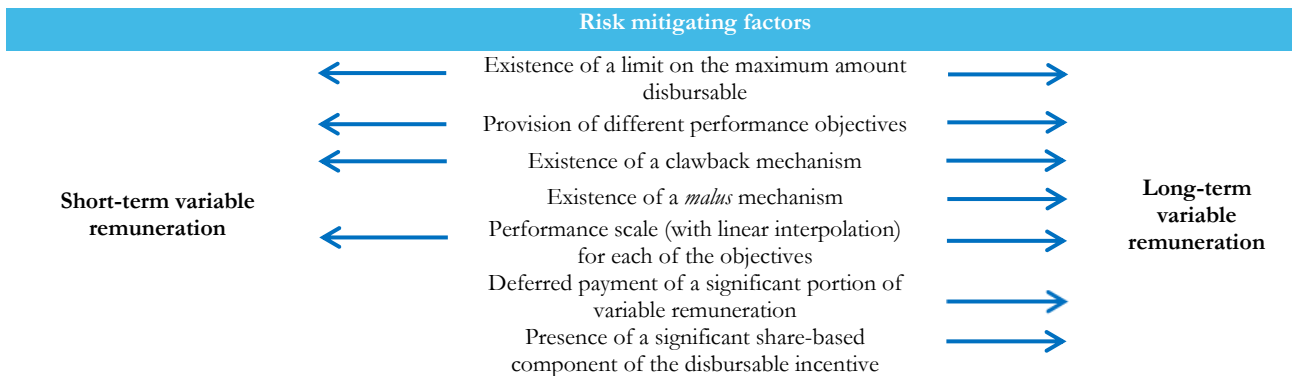 Risk mitigating factors
Existence of a limit on the maximum amount
disbursable
Provision of different performance objectives
Existence of a clawback mechanism
Existence of a malus mechanism
Short-term variable
remuneration
Performance scale (with linear interpolation)
for each of the objectives
Long-term
variable
remuneration
Deferred payment of a significant portion of
variable remuneration
Presence of a significant share-based
component of the disbursable incentive